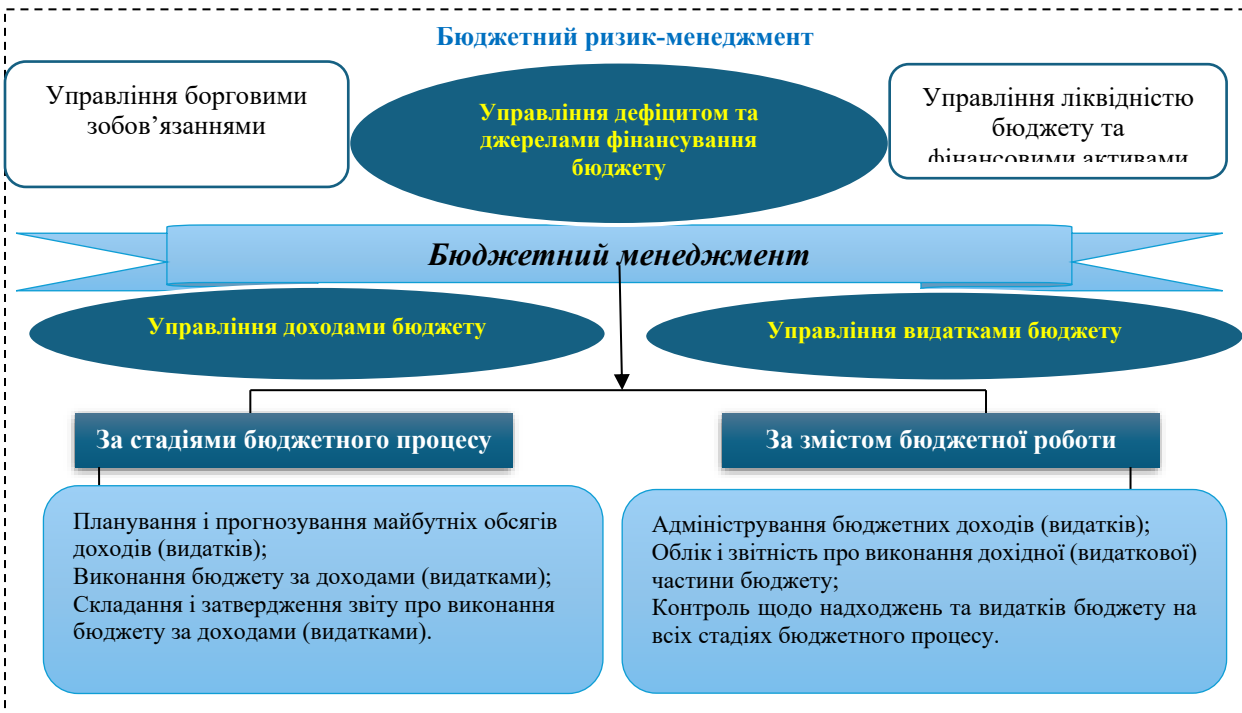 Бюджетний ризик-менеджмент
Управління борговими
зобов’язаннями
Управління дефіцитом та
джерелами фінансування
бюджету
Управління ліквідністю
бюджету та
фінансовими активами
Бюджетний менеджмент
Управління доходами бюджету
Управління видатками бюджету
За стадіями бюджетного процесу
За змістом бюджетної роботи
Планування і прогнозування майбутніх обсягів
доходів (видатків);
Виконання бюджету за доходами (видатками);
Складання і затвердження звіту про виконання
бюджету за доходами (видатками).
Адміністрування бюджетних доходів (видатків);
Облік і звітність про виконання дохідної (видаткової)
частини бюджету;
Контроль щодо надходжень та видатків бюджету на
всіх стадіях бюджетного процесу.